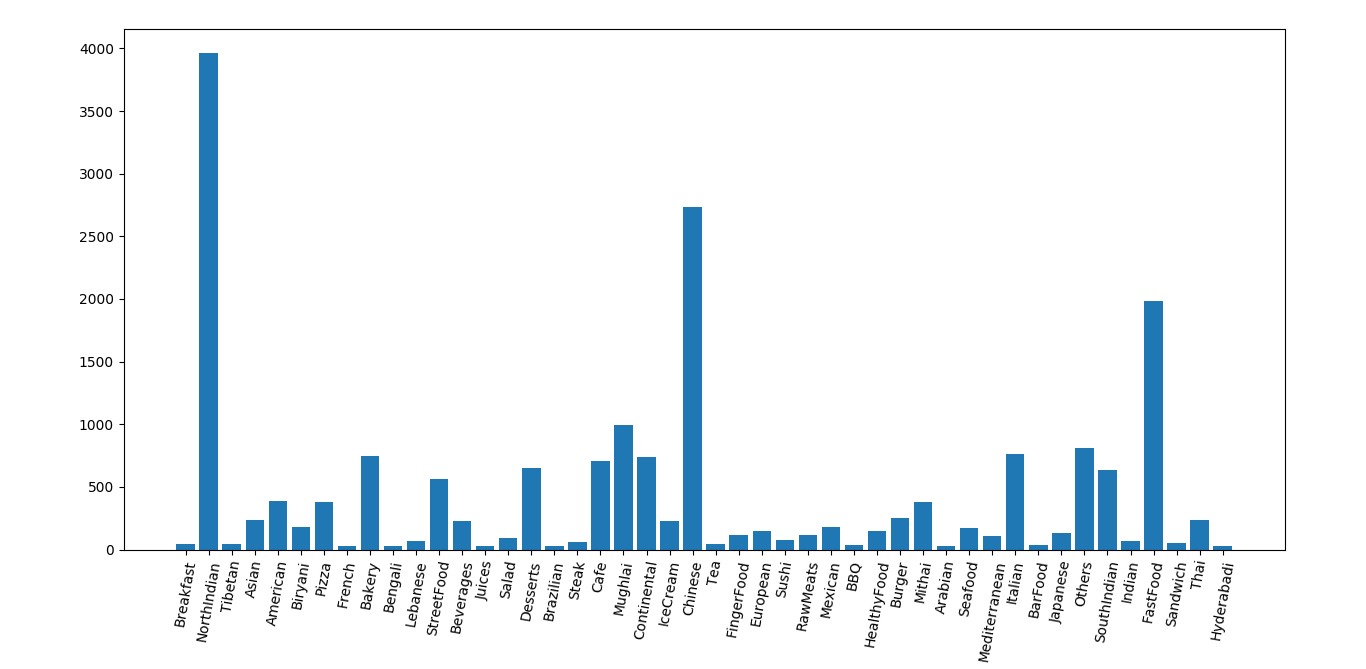 4000
3500
3000
2500
2000
1500
1000
500
0
Breakfast
NorthIndian
Tibetan
Asian
American
Biryani
Pizza
French
Bakery
Bengali
Lebanese
StreetFood
Beverages
Juices
Salad
Desserts
Brazilian
Steak
Cafe
Mughlai
Continental
IceCream
Chinese
Tea
FingerFood
European
Sushi
RawMeats
Mexican
BBQ
HealthyFood
Burger
Mithai
Arabian
Seafood
Mediterranean
Italian
BarFood
Japanese
Others
SouthIndian
Indian
FastFood
Sandwich
Thai
Hyderabadi